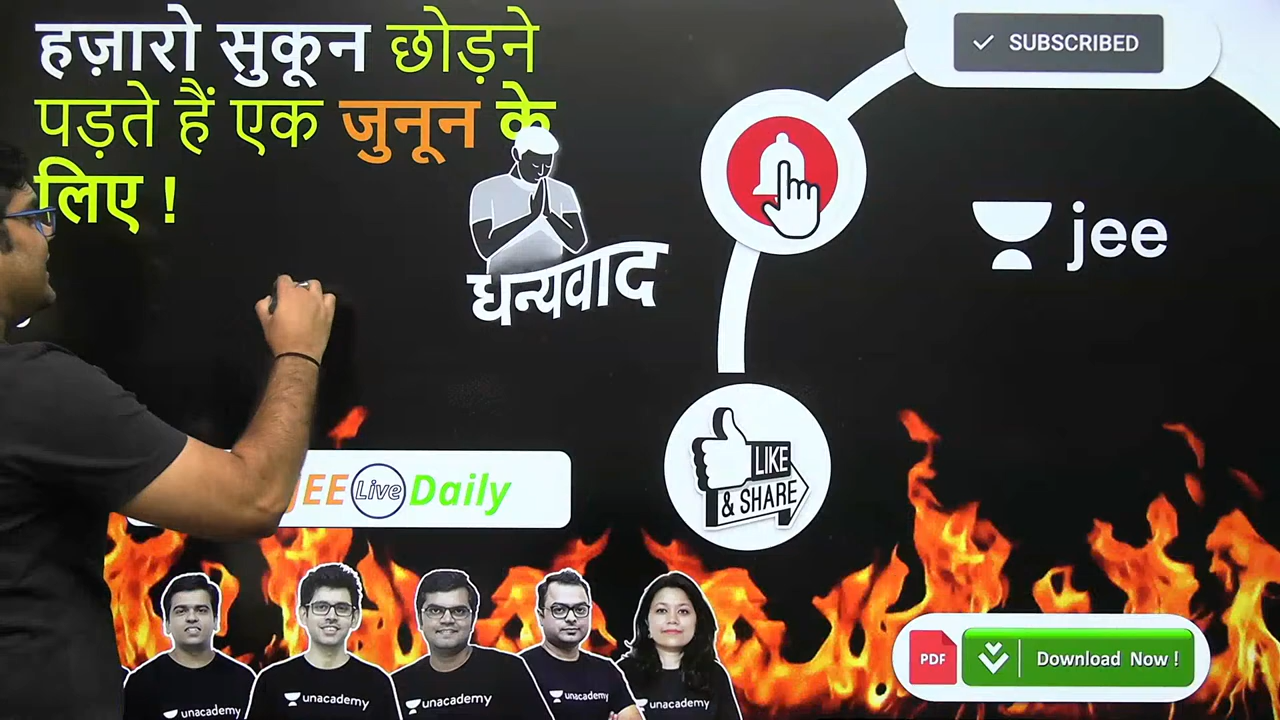 हज़ारो सुकून छोड़ने
पड़ते हैं एक जुनून के
लिए !
धन्यवाद
SUBSCRIBED
jee
LIKE
& SHARE
JEE Live Daily
unacademy
unacademy
unacademy
unacademy
unacademy
PDF
Download Now !